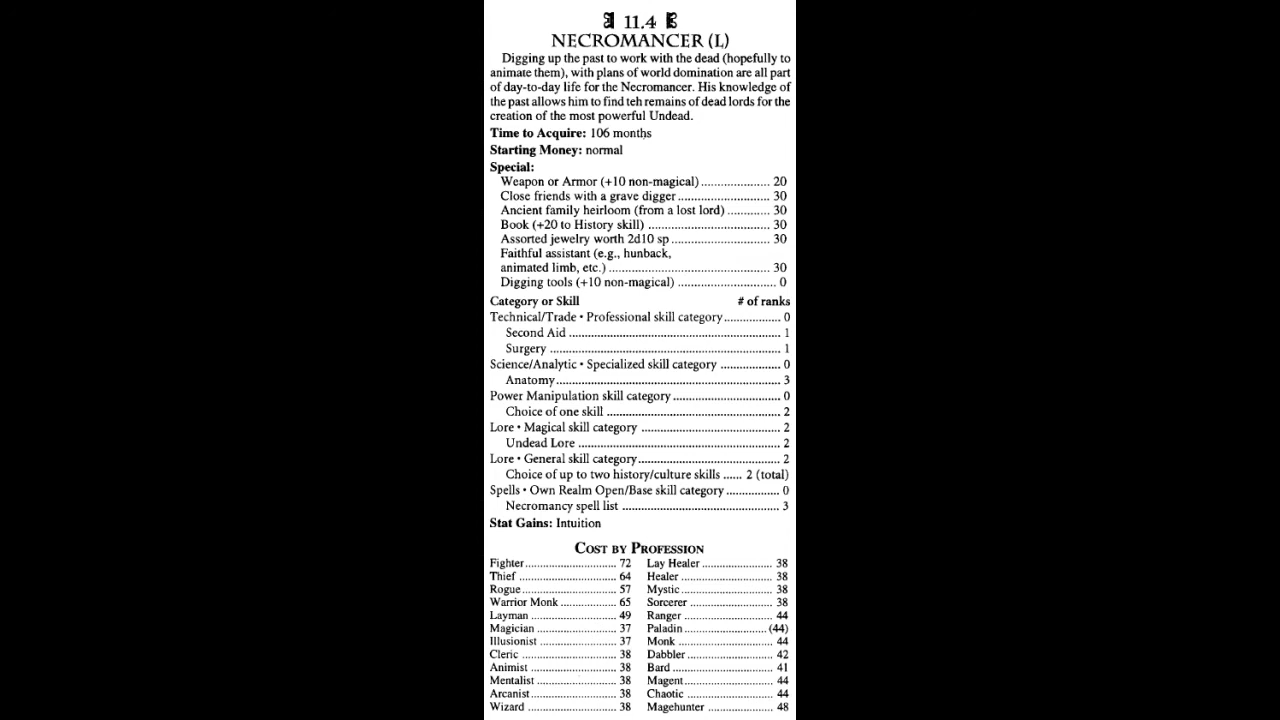 11.4
NECROMANCER (L)
Digging up the past to work with the dead (hopefully to
animate them), with plans of world domination are all part
of day-to-day life for the Necromancer. His knowledge of
the past allows him to find teh remains of dead lords for the
creation of the most powerful Undead.
Time to Acquire: 106 months
Starting Money: normal
Special:
Weapon or Armor (+10 non-magical) ..................... 20
Close friends with a grave digger ............................ 30
Ancient family heirloom (from a lost lord) ............ 30
Book (+20 to History skill) .................................... 30
Assorted jewelry worth 2d10 sp ............................. 30
Faithful assistant (e.g., hunback,
animated limb, etc.) ................................................ 30
Digging tools (+10 non-magical) ............................. 0
Category or Skill # of ranks
Technical/Trade • Professional skill category ................. 0
Second Aid ................................................................. 1
Surgery ....................................................................... 1
Science/Analytic • Specialized skill category .................. 0
Anatomy ..................................................................... 3
Power Manipulation skill category ................................. 0
Choice of one skill ...................................................... 2
Lore • Magical skill category .......................................... 2
Undead Lore ............................................................... 2
Lore • General skill category ........................................... 2
Choice of up to two history/culture skills ...... 2 (total)
Spells • Own Realm Open/Base skill category ................ 0
Necromancy spell list ................................................. 3
Stat Gains: Intuition
COST BY PROFESSION
Fighter .............................. 72
Thief ................................ 64
Rogue ............................... 57
Warrior Monk .................. 65
Layman ............................ 49
Magician .......................... 37
Illusionist ......................... 37
Cleric ............................... 38
Animist ............................ 38
Mentalist .......................... 38
Arcanist ............................ 38
Wizard ............................. 38
Lay Healer ....................... 38
Healer .............................. 38
Mystic .............................. 38
Sorcerer ........................... 38
Ranger ............................. 44
Paladin ........................... (44)
Monk ............................... 44
Dabbler ............................ 42
Bard ................................. 41
Magent ............................. 44
Chaotic ............................ 44
Magehunter ..................... 48